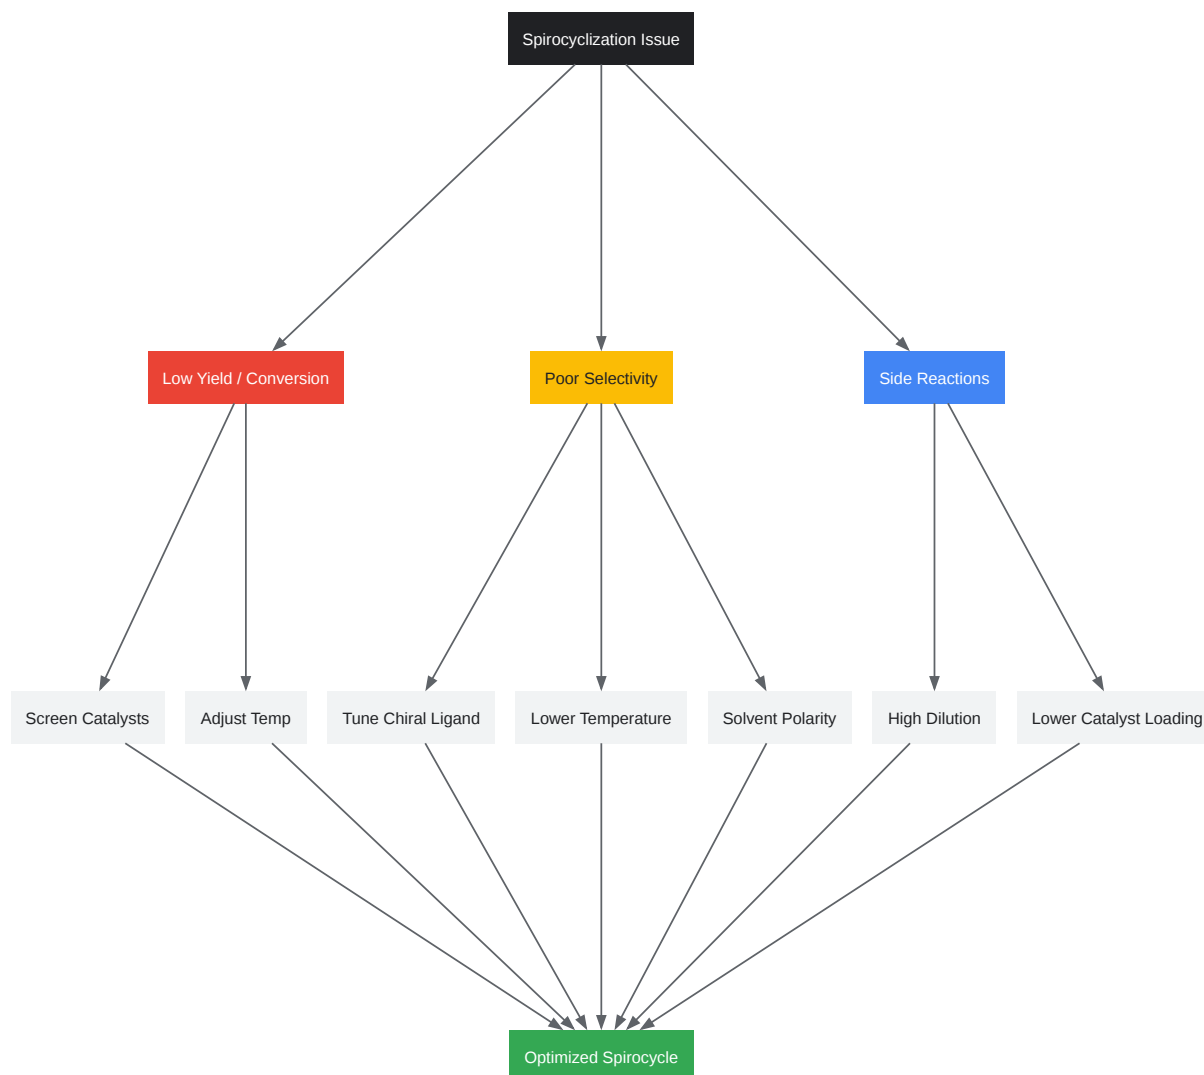 Spirocyclization Issue
Low Yield / Conversion
Poor Selectivity
Side Reactions
Screen Catalysts
Adjust Temp
Tune Chiral Ligand
Lower Temperature
Solvent Polarity
High Dilution
Lower Catalyst Loading
Optimized Spirocycle